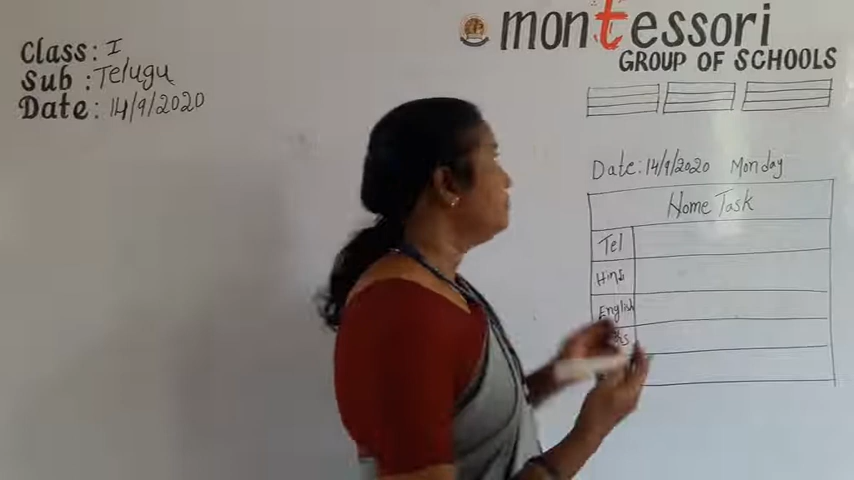 Class: I
Sub : Telugu
Date: 14/9/2020
montessori
GROUP OF SCHOOLS
Date: 14/9/2020 Monday
Home Task
Tel
Hind
English